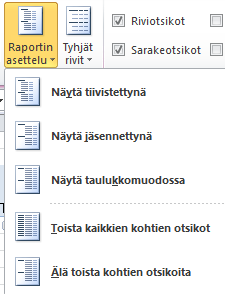 Raportin
asettelu
Tyhjät
rivit
Riviotsikot
Sarakeotsikot
Näytä tiivistettynä
Näytä jäsennettynä
Näytä taulukkomuodossa
Toista kaikkien kohtien otsikot
Älä toista kohtien otsikoita